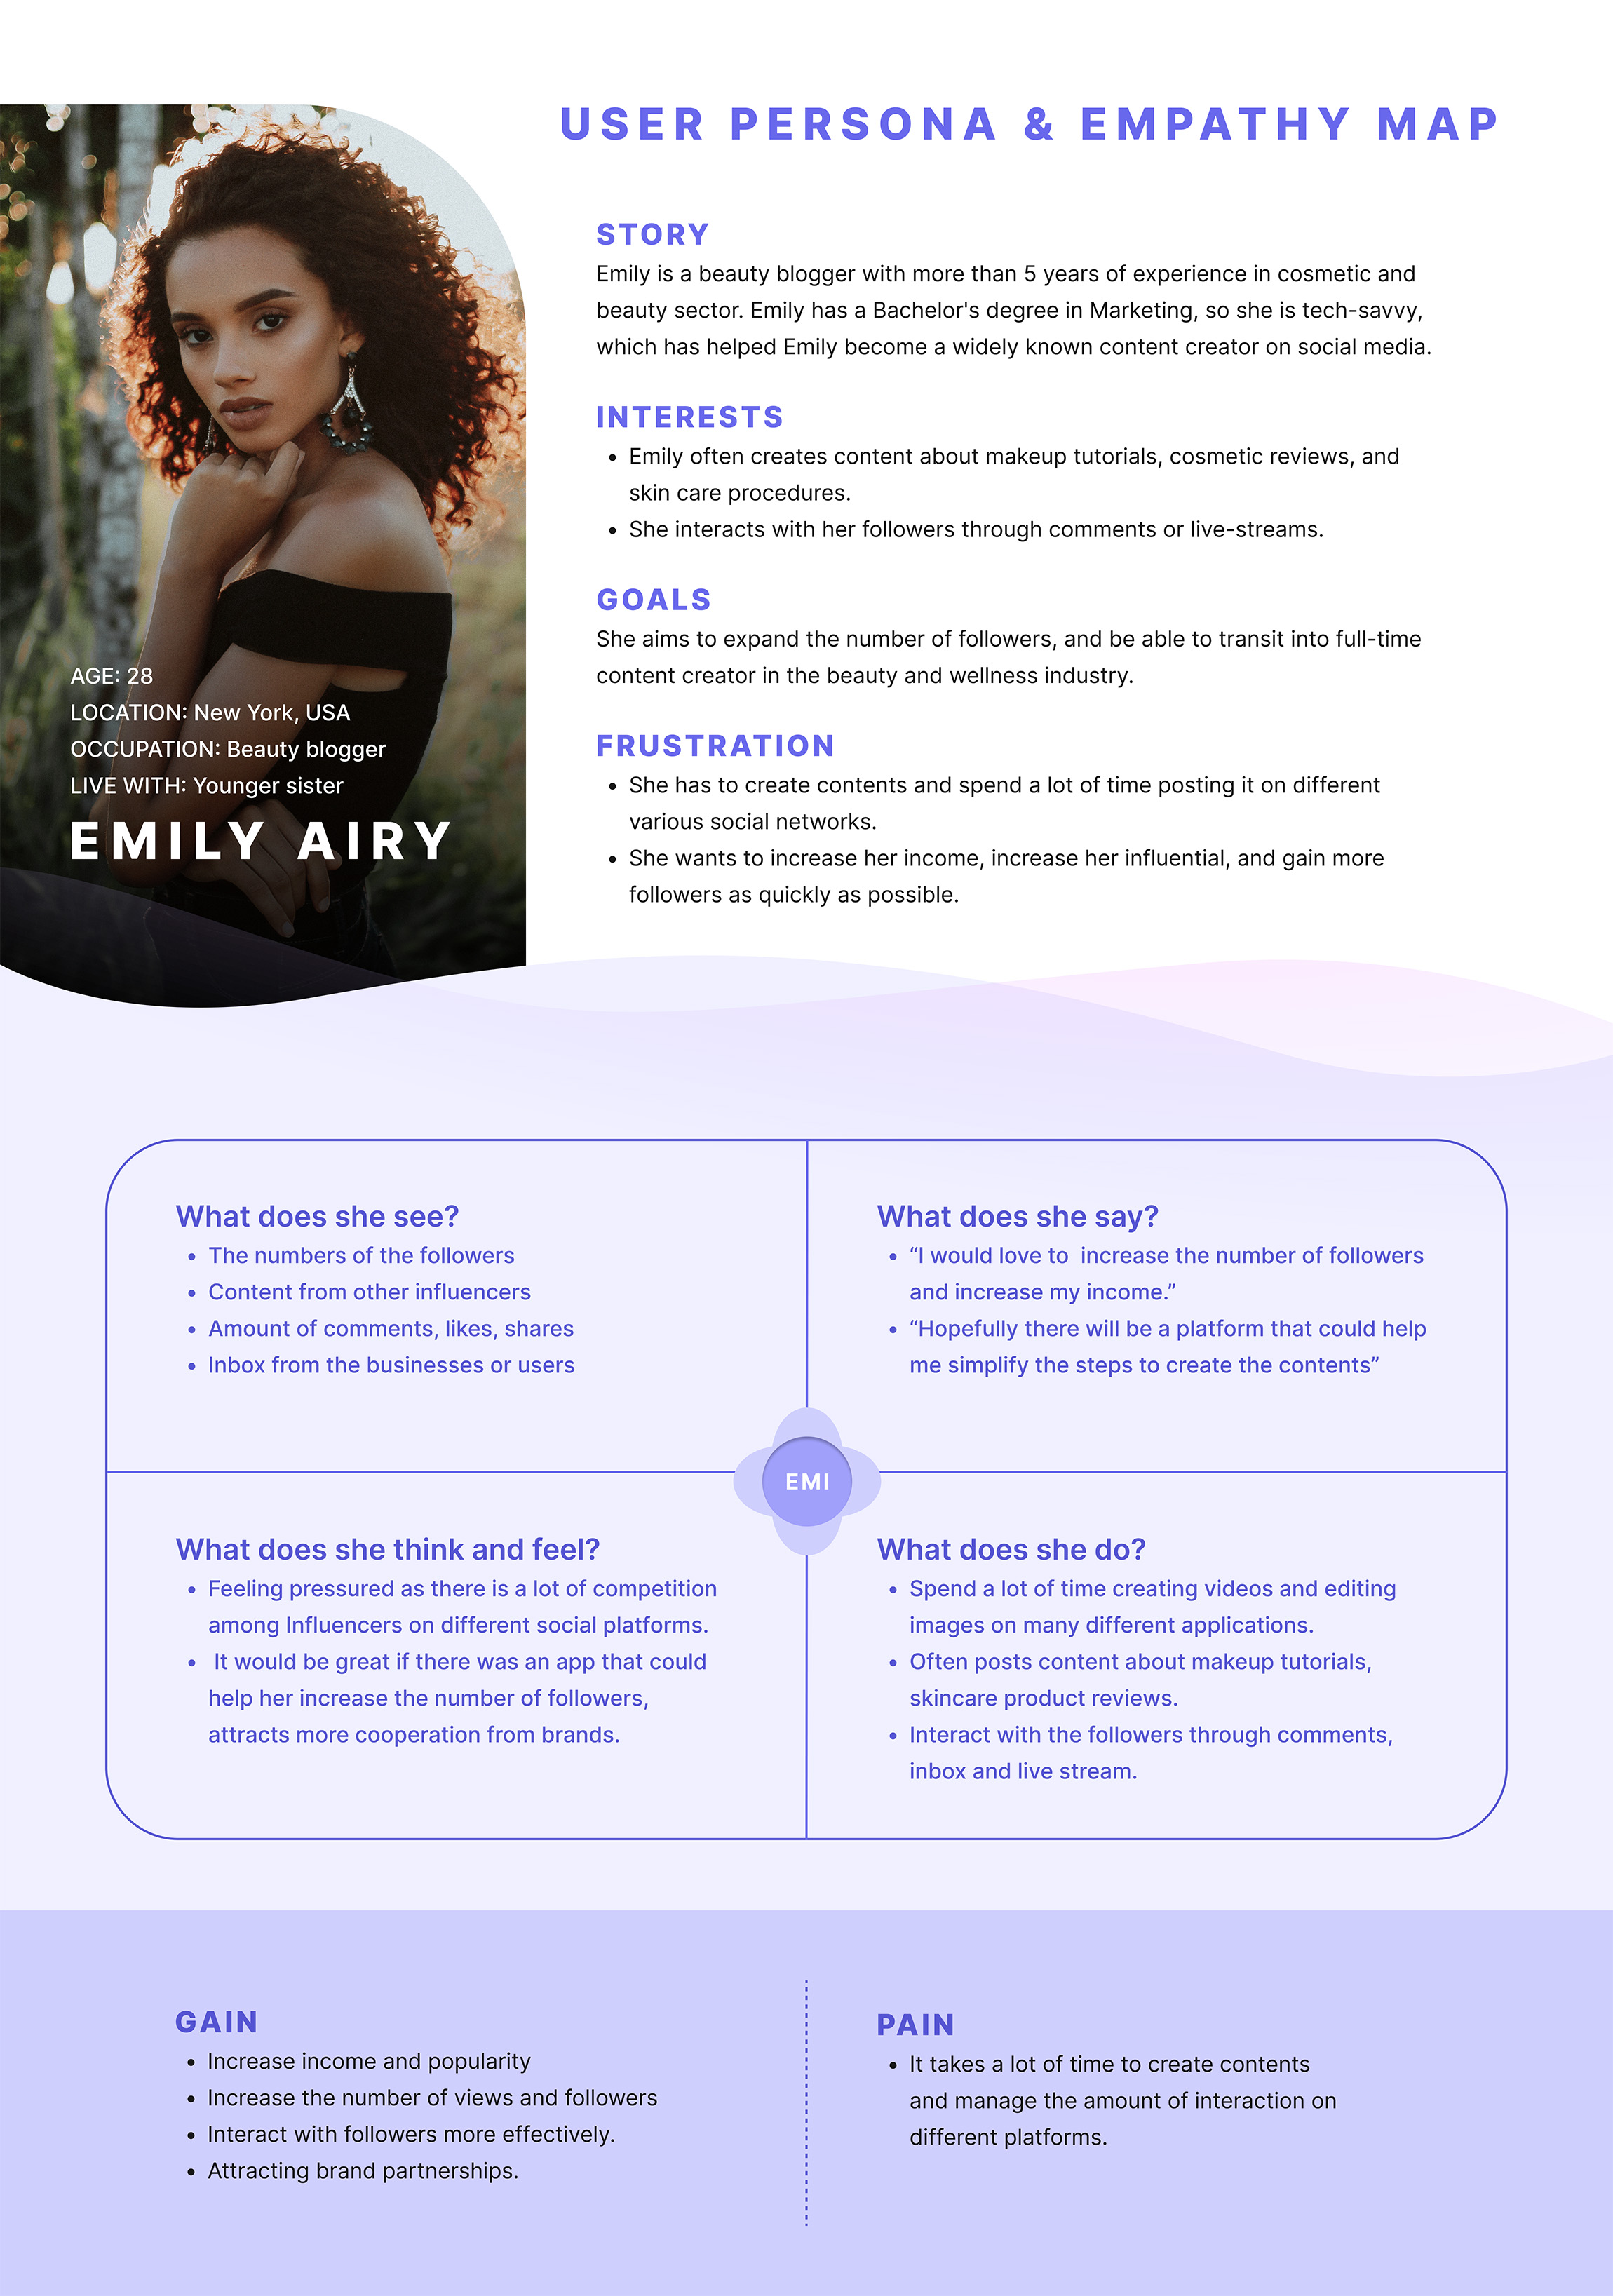 USER PERSONA & EMPATHY MAP
AGE: 28
LOCATION: New York, USA
OCCUPATION: Beauty blogger
LIVE WITH: Younger sister
EMILY AIRY
STORY
Emily is a beauty blogger with more than 5 years of experience in cosmetic and
beauty sector. Emily has a Bachelor's degree in Marketing, so she is tech-savvy,
which has helped Emily become a widely known content creator on social media.
INTERESTS
• Emily often creates content about makeup tutorials, cosmetic reviews, and
skin care procedures.
• She interacts with her followers through comments or live-streams.
GOALS
She aims to expand the number of followers, and be able to transit into full-time
content creator in the beauty and wellness industry.
FRUSTRATION
• She has to create contents and spend a lot of time posting it on different
various social networks.
• She wants to increase her income, increase her influential, and gain more
followers as quickly as possible.
What does she see?
• The numbers of the followers
• Content from other influencers
• Amount of comments, likes, shares
• Inbox from the businesses or users
What does she say?
• “I would love to  increase the number of followers
and increase my income.”
• “Hopefully there will be a platform that could help
me simplify the steps to create the contents”
EMI
What does she think and feel?
• Feeling pressured as there is a lot of competition
among Influencers on different social platforms.
• It would be great if there was an app that could
help her increase the number of followers,
attracts more cooperation from brands.
What does she do?
• Spend a lot of time creating videos and editing
images on many different applications.
• Often posts content about makeup tutorials,
skincare product reviews.
• Interact with the followers through comments,
inbox and live stream.
GAIN
• Increase income and popularity
• Increase the number of views and followers
• Interact with followers more effectively.
• Attracting brand partnerships.
PAIN
• It takes a lot of time to create contents
and manage the amount of interaction on
different platforms.